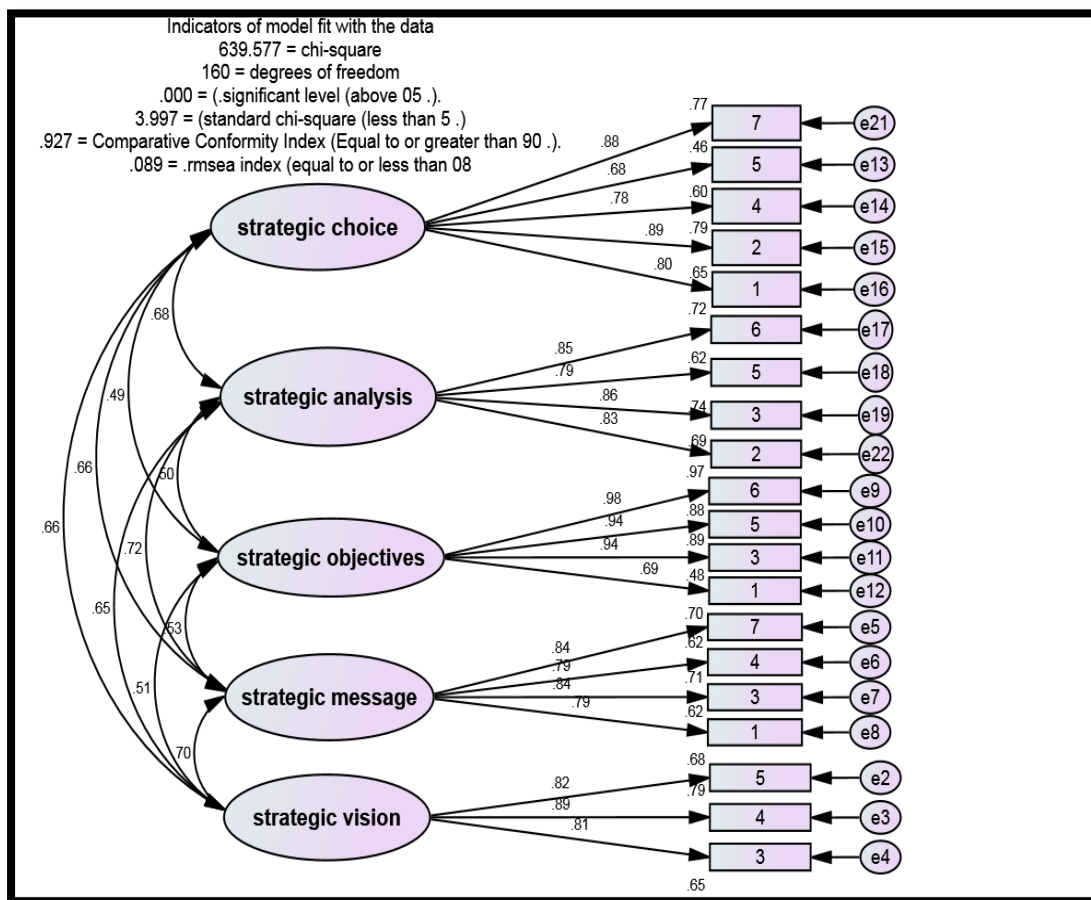 Indicators of model fit with the data
639.577 = chi-square
160 = degrees of freedom
.000 = (.significant level (above 05 .).
3.997 = (standard chi-square (less than 5 .)
.927 = Comparative Conformity Index (Equal to or greater than 90 .).
.089 = .rmsea index (equal to or less than 08
strategic choice
.88
.68
.78
.89
.80
.77
7
e21
.46
5
e13
.60
4
e14
.79
2
e15
.65
1
e16
.68
.49
.66
.66
strategic analysis
.85
.79
.86
.83
.72
6
e17
.62
5
e18
.74
3
e19
.69
2
e22
.50
.72
.65
strategic objectives
.98
.94
.94
.69
.97
6
e9
.88
5
e10
.89
3
e11
.48
1
e12
.53
.51
strategic message
.84
.79
.84
.79
.70
7
e5
.62
4
e6
.71
3
e7
.62
1
e8
.70
strategic vision
.82
.89
.81
.68
5
e2
.79
4
e3
3
e4
.65